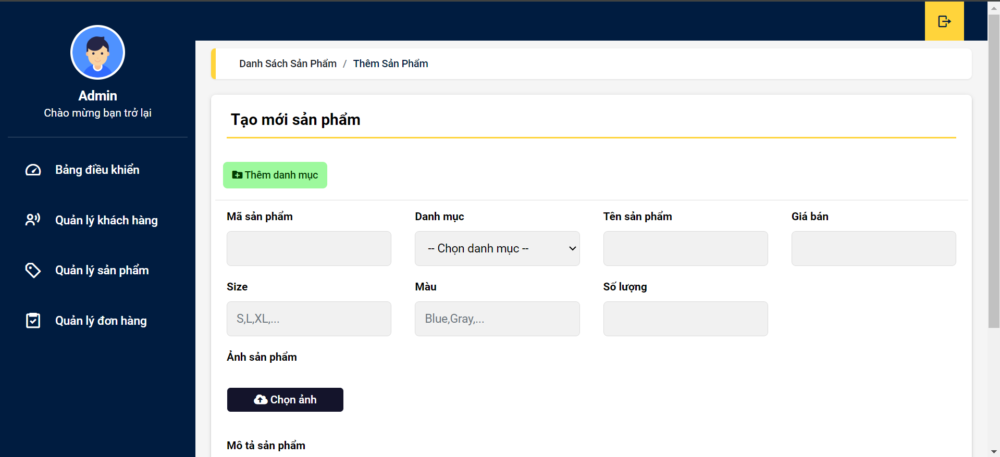 Admin
Chào mừng bạn trở lại
Bảng điều khiển
Quản lý khách hàng
Quản lý sản phẩm
Quản lý đơn hàng
Danh Sách Sản Phẩm / Thêm Sản Phẩm
Tạo mới sản phẩm
Thêm danh mục
Mã sản phẩm
Danh mục
Tên sản phẩm
Giá bán
-- Chọn danh mục --
Size
Màu
Số lượng
S,L,XL,...
Blue,Gray,...
Ảnh sản phẩm
Chọn ảnh
Mô tả sản phẩm